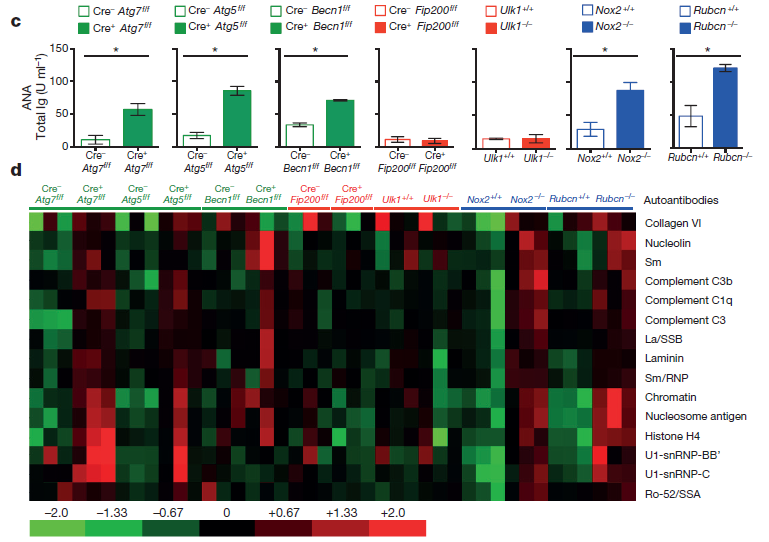 c
Cre⁻ Atg7f/f
Cre⁺ Atg7f/f
Cre⁻ Atg5f/f
Cre⁺ Atg5f/f
Cre⁻ Becn1f/f
Cre⁺ Becn1f/f
Cre⁻ Fip200f/f
Cre⁺ Fip200f/f
Ulk1+/+
Ulk1−/−
Nox2+/+
Nox2−/−
Rubcn+/+
Rubcn−/−
ANA
Total Ig (U ml⁻¹)
150
100
50
0
* * * * *
Cre⁻ Atg7f/f
Cre⁺ Atg7f/f
Cre⁻ Atg5f/f
Cre⁺ Atg5f/f
Cre⁻ Becn1f/f
Cre⁺ Becn1f/f
Cre⁻ Fip200f/f
Cre⁺ Fip200f/f
Ulk1+/+ Ulk1−/−
Nox2+/+ Nox2−/−
Rubcn+/+ Rubcn−/−
d
Cre⁻ Atg7f/f
Cre⁺ Atg7f/f
Cre⁻ Atg5f/f
Cre⁺ Atg5f/f
Cre⁻ Becn1f/f
Cre⁺ Becn1f/f
Cre⁻ Fip200f/f
Cre⁺ Fip200f/f
Ulk1+/+ Ulk1−/−
Nox2+/+ Nox2−/−
Rubcn+/+ Rubcn−/−
Autoantibodies
Collagen VI
Nucleolin
Sm
Complement C3b
Complement C1q
Complement C3
La/SSB
Laminin
Sm/RNP
Chromatin
Nucleosome antigen
Histone H4
U1-snRNP-BB'
U1-snRNP-C
Ro-52/SSA
−2.0 −1.33 −0.67 0 +0.67 +1.33 +2.0